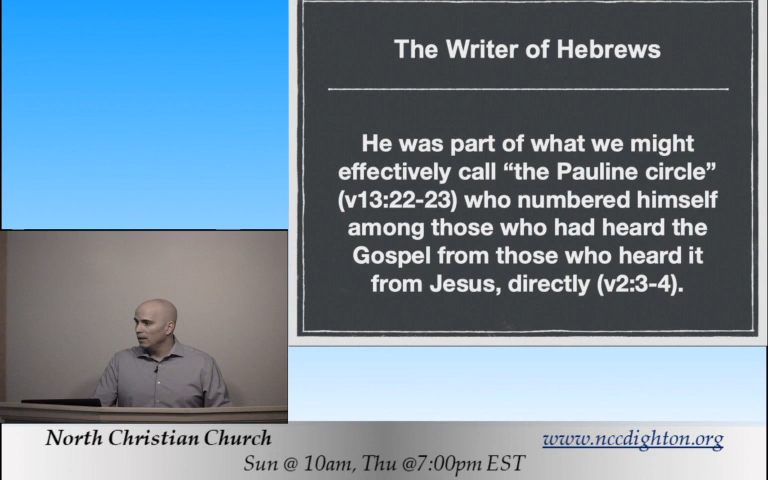 The Writer of Hebrews
He was part of what we might
effectively call “the Pauline circle”
(v13:22-23) who numbered himself
among those who had heard the
Gospel from those who heard it
from Jesus, directly (v2:3-4).
North Christian Church
www.nccdighton.org
Sun @ 10am, Thu @7:00pm EST